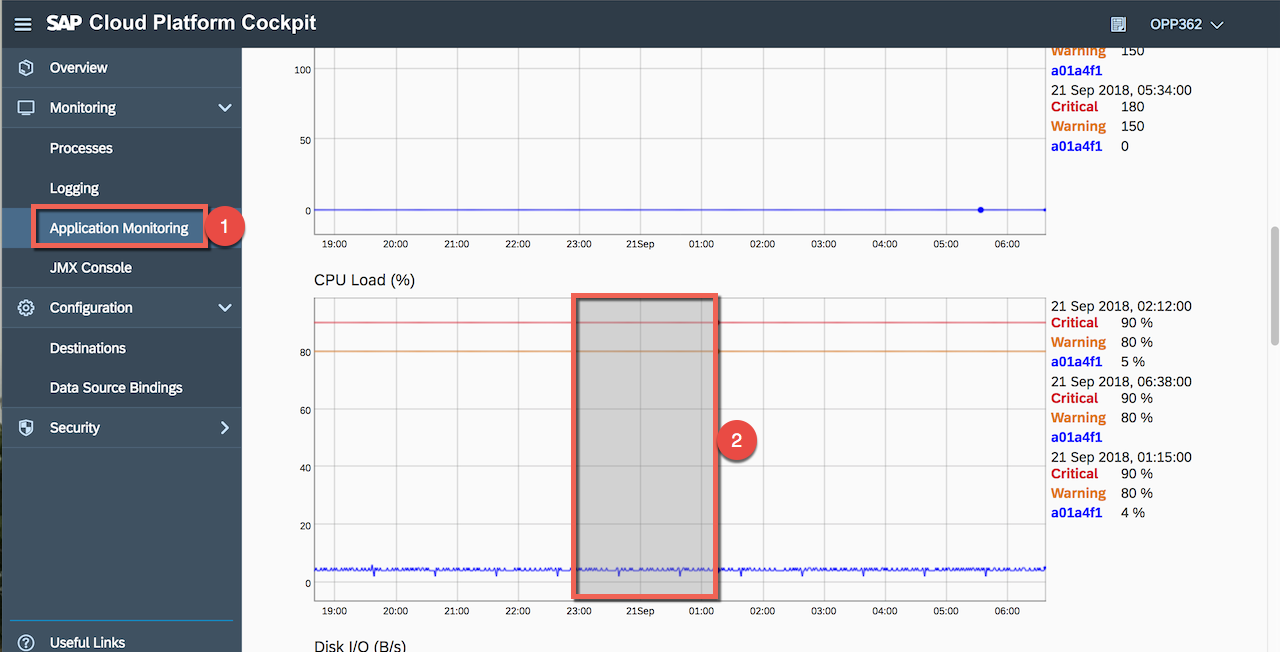 SAP Cloud Platform Cockpit
OPP362
Overview
Monitoring
Processes
Logging
Application Monitoring
1
JMX Console
Configuration
Destinations
Data Source Bindings
Security
Useful Links
100
50
0
19:00 20:00 21:00 22:00 23:00 21Sep 01:00 02:00 03:00 04:00 05:00 06:00
Warning 150
a01a4f1
21 Sep 2018, 05:34:00
Critical 180
Warning 150
a01a4f1 0
CPU Load (%)
80
60
40
20
0
2
19:00 20:00 21:00 22:00 23:00 21Sep 01:00 02:00 03:00 04:00 05:00 06:00
21 Sep 2018, 02:12:00
Critical 90 %
Warning 80 %
a01a4f1 5 %
21 Sep 2018, 06:38:00
Critical 90 %
Warning 80 %
a01a4f1
21 Sep 2018, 01:15:00
Critical 90 %
Warning 80 %
a01a4f1 4 %
Disk I/O (B/s)